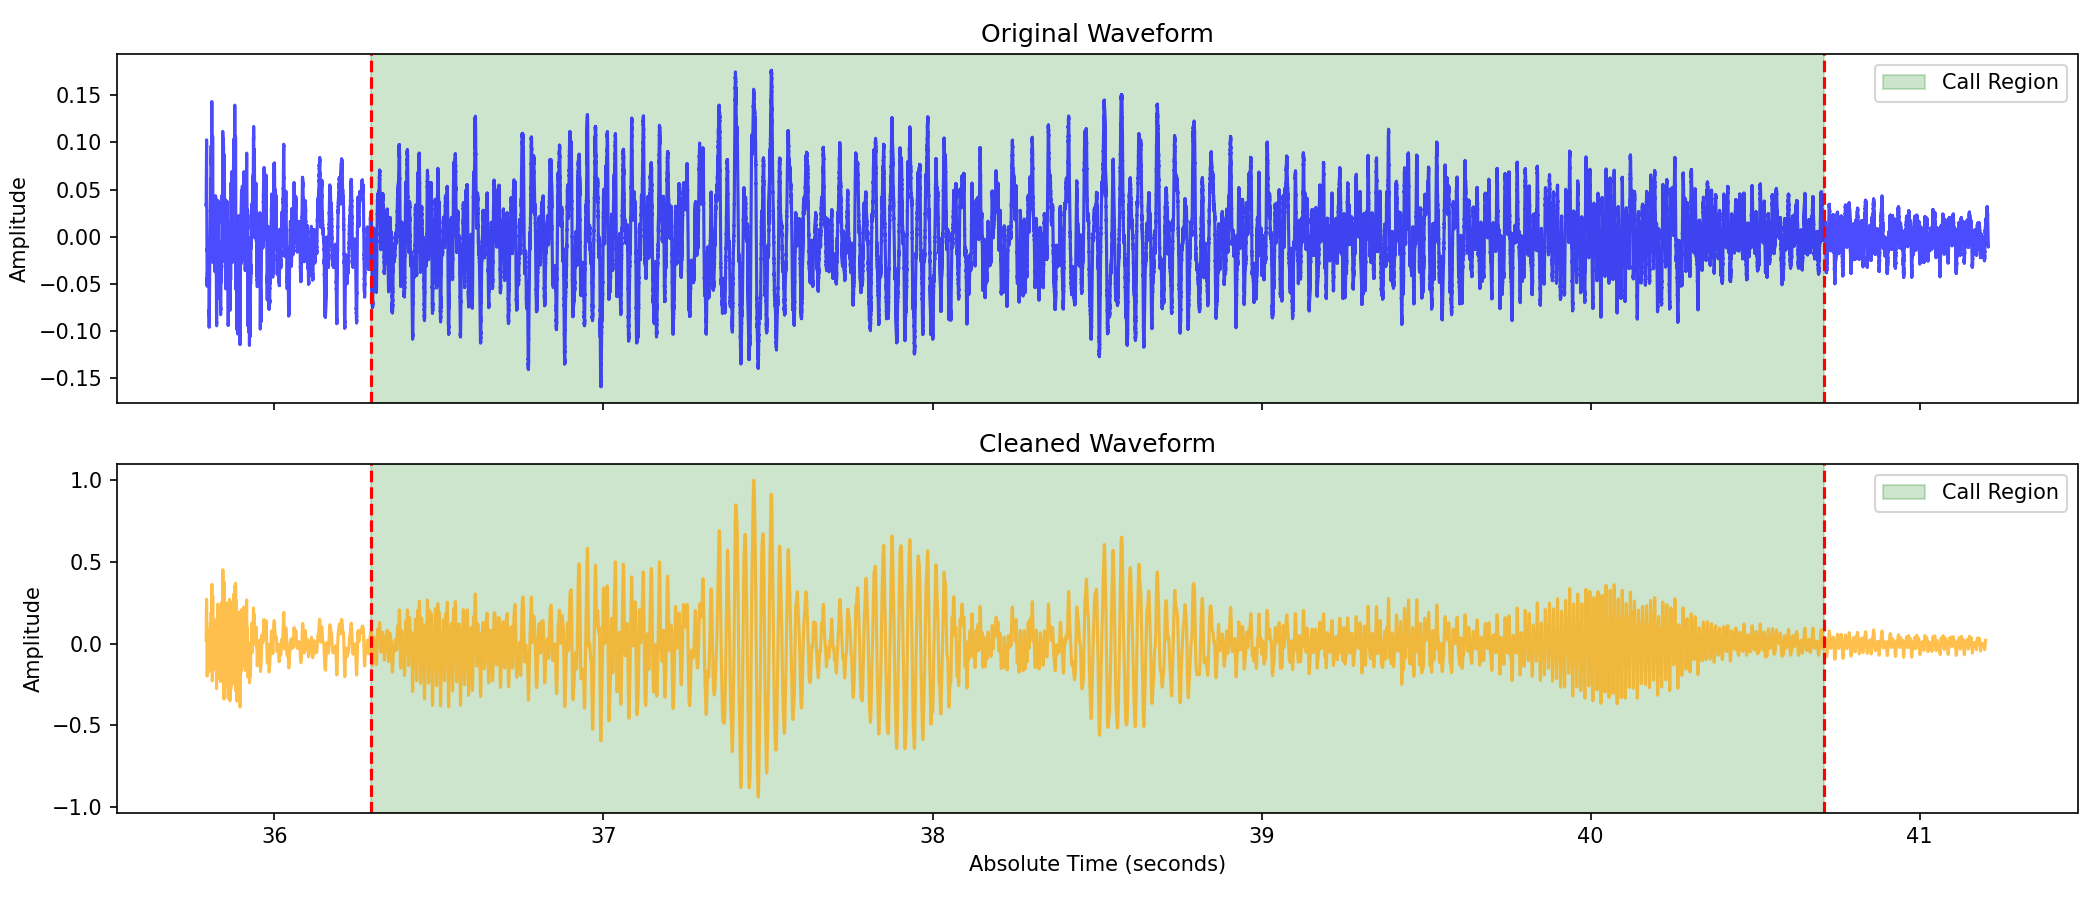 Original Waveform
Amplitude
0.15
0.10
0.05
0.00
−0.05
−0.10
−0.15
Call Region
Cleaned Waveform
Amplitude
1.0
0.5
0.0
−0.5
−1.0
Call Region
36 37 38 39 40 41
Absolute Time (seconds)